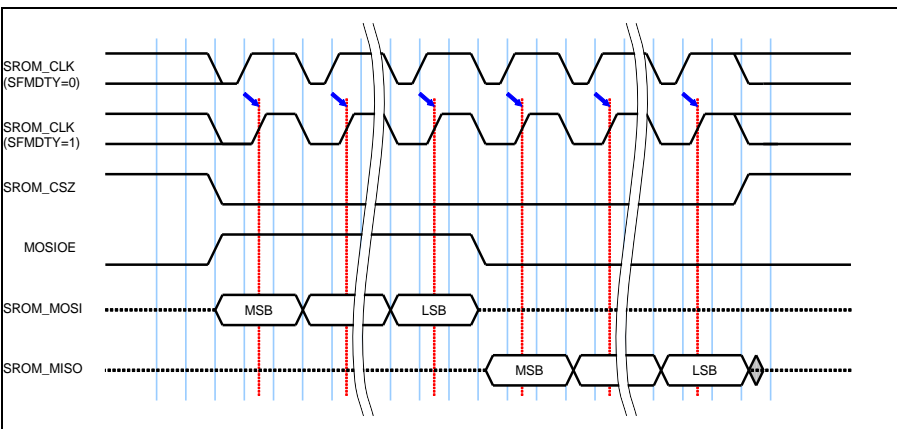 SROM_CLK
(SFMDTY=0)
SROM_CLK
(SFMDTY=1)
SROM_CSZ
MOSIOE
SROM_MOSI
MSB
LSB
SROM_MISO
MSB
LSB